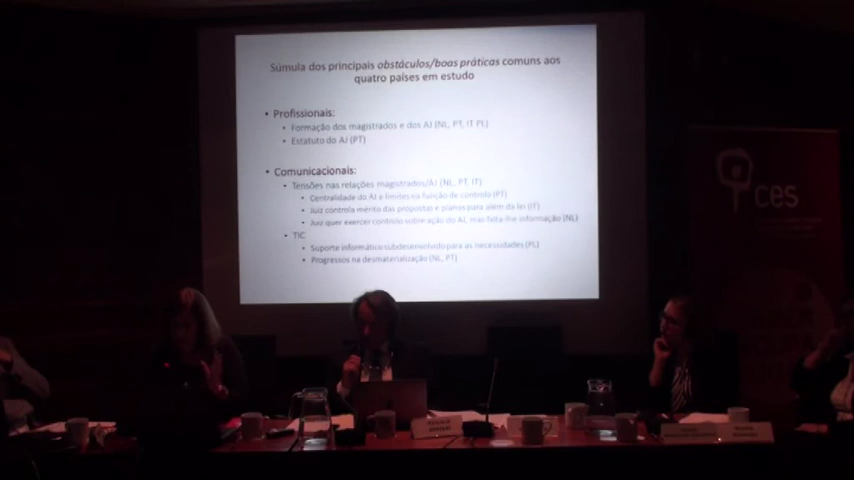 Súmula dos principais obstáculos/boas práticas comuns aos
quatro países em estudo
• Profissionais:
• Formação dos magistrados e dos AJ (NL, PT, IT PL)
• Estatuto do AJ (PT)
• Comunicacionais:
• Tensões nas relações magistrados/AJ (NL, PT, IT)
• Centralidade do AJ e limites na função de controlo (PT)
• Juiz controla mérito das propostas e planos para além da lei (IT)
• Juiz quer exercer controlo sobre ação do AJ, mas falta-lhe informação (NL)
• TIC
• Suporte informático subdesenvolvido para as necessidades (PL)
• Progressos na desmaterialização (NL, PT)
ces